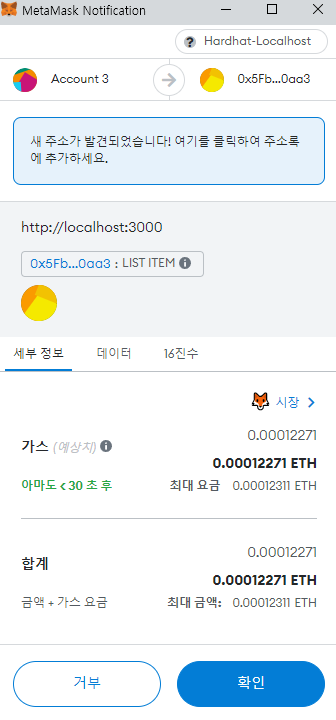 MetaMask Notification
Hardhat-Localhost
Account 3
0x5Fb...0aa3
새 주소가 발견되었습니다! 여기를 클릭하여 주소록
에 추가하세요.
http://localhost:3000
0x5Fb...0aa3 : LIST ITEM
세부 정보 데이터 16진수
시장
가스 (예상치) 0.00012271
0.00012271 ETH
아마도 < 30 초 후 최대 요금 0.00012311 ETH
합계 0.00012271
0.00012271 ETH
금액 + 가스 요금 최대 금액: 0.00012311 ETH
거부 확인